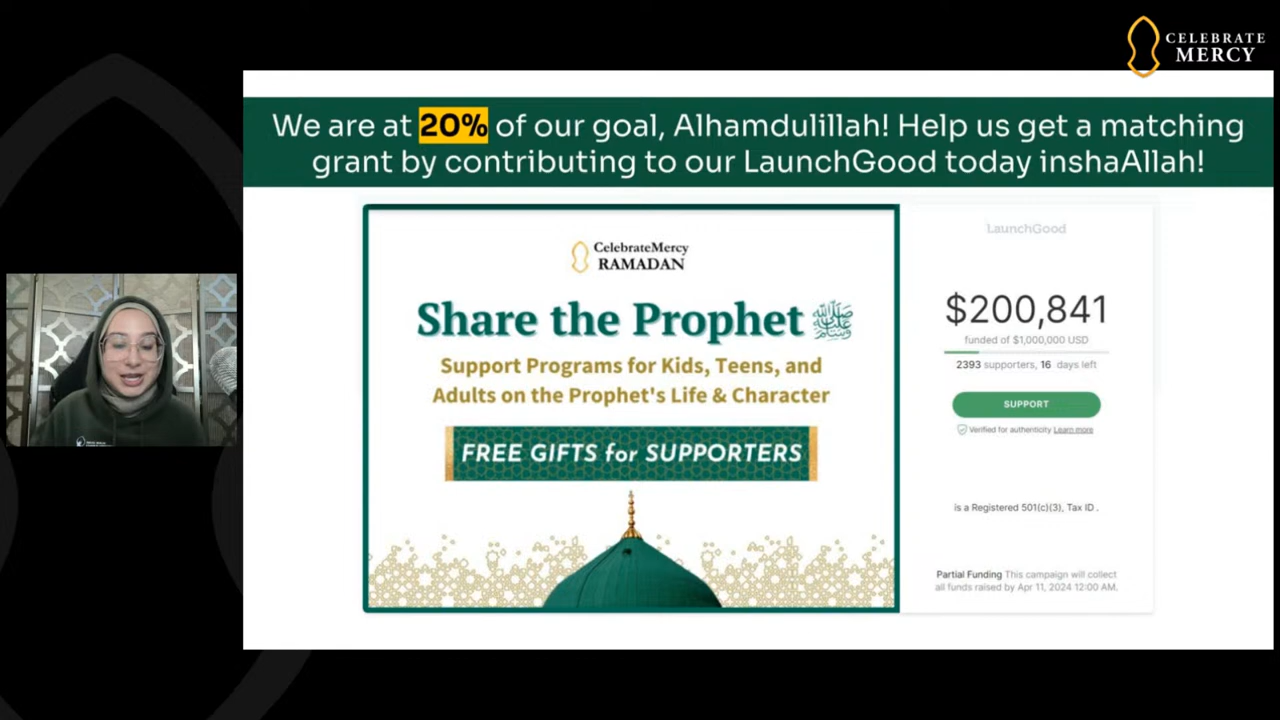 CELEBRATE
MERCY
We are at 20% of our goal, Alhamdulillah! Help us get a matching
grant by contributing to our LaunchGood today inshaAllah!
CelebrateMercy
RAMADAN
Share the Prophet ﷺ
Support Programs for Kids, Teens, and
Adults on the Prophet's Life & Character
FREE GIFTS for SUPPORTERS
LaunchGood
$200,841
funded of $1,000,000 USD
2393 supporters, 16 days left
SUPPORT
Verified for authenticity Learn more
is a Registered 501(c)(3), Tax ID .
Partial Funding This campaign will collect
all funds raised by Apr 11, 2024 12:00 AM.